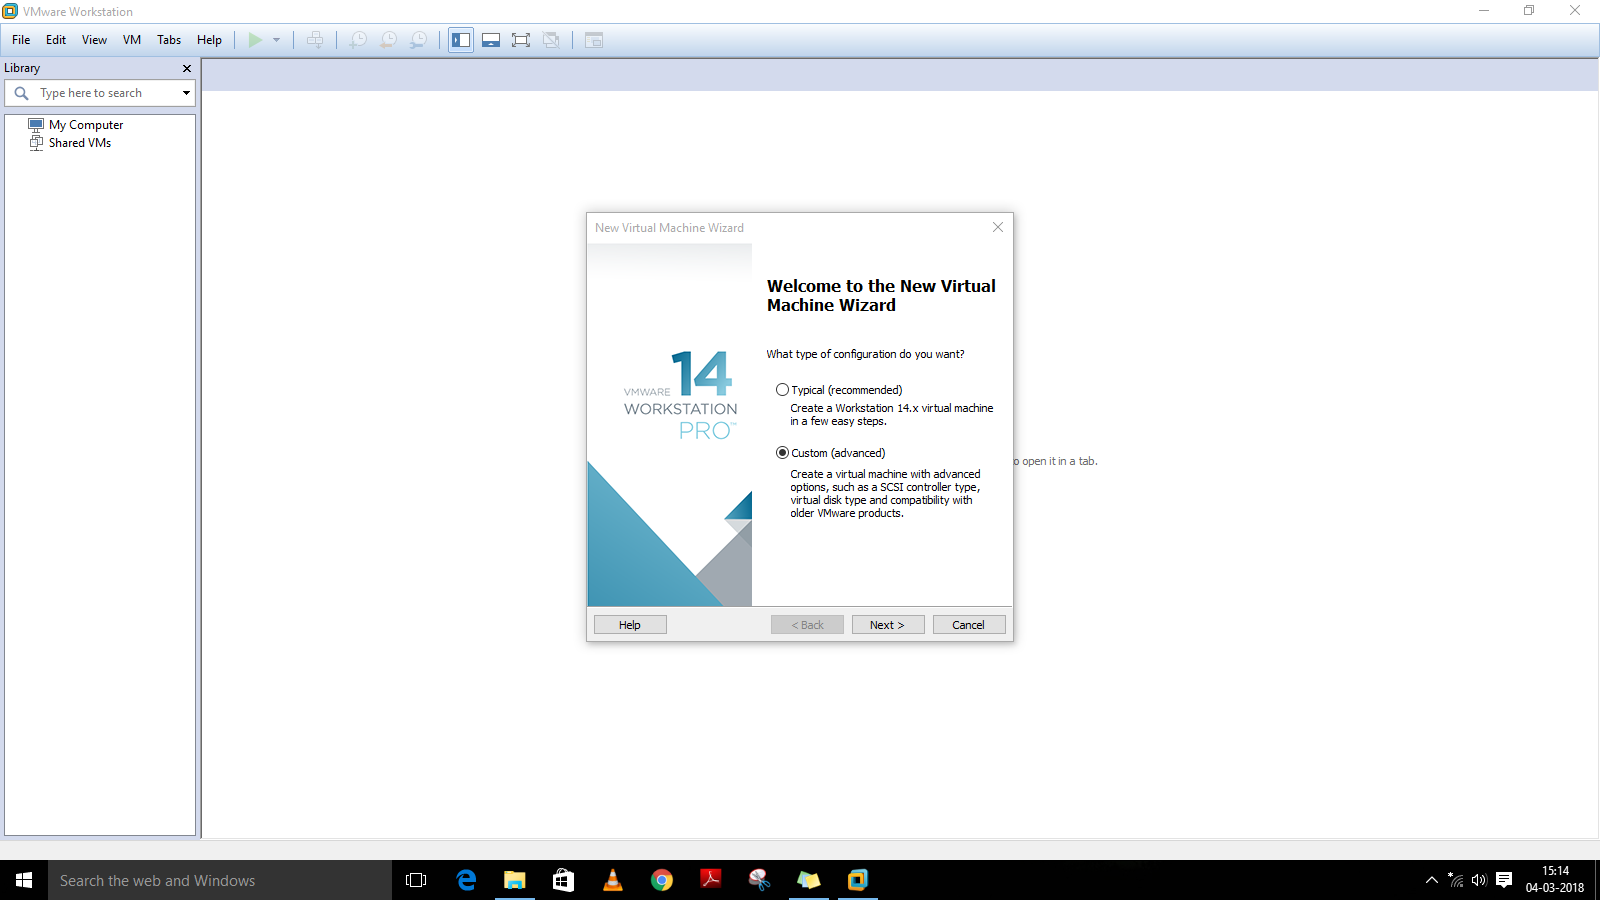 VMware Workstation
File Edit View VM Tabs Help
Library
Type here to search
My Computer
Shared VMs
New Virtual Machine Wizard
VMWARE 14
WORKSTATION
PRO™
Welcome to the New Virtual
Machine Wizard
What type of configuration do you want?
Typical (recommended)
Create a Workstation 14.x virtual machine
in a few easy steps.
Custom (advanced)
Create a virtual machine with advanced
options, such as a SCSI controller type,
virtual disk type and compatibility with
older VMware products.
o open it in a tab.
Help < Back Next > Cancel
Search the web and Windows
15:14
04-03-2018